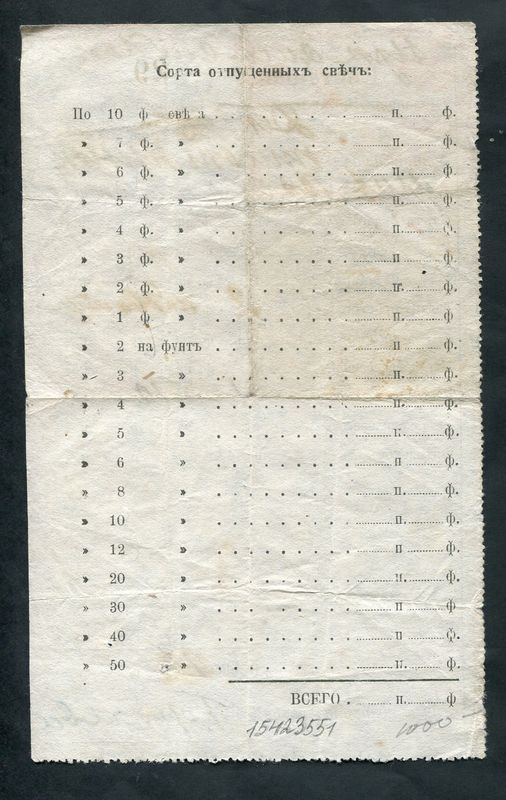 Сорта отпущенныхъ свѣчъ:
По 10 ф свѣ а . . . . . . . . . п. ф.
» 7 ф. » . . . . . . . . . п. ф.
» 6 ф. » . . . . . . . . . п. ф.
» 5 ф. » . . . . . . . . . п. ф.
» 4 ф. » . . . . . . . . . п. ф.
» 3 ф. » . . . . . . . . . п ф.
» 2 ф. » . . . . . . . . . п. ф.
» 1 ф. » . . . . . . . . . п. ф
» 2 на фунтъ . . . . . . . . . п ф.
» 3 » . . . . . . . . . п. ф.
» 4 » . . . . . . . . . п. ф.
» 5 » . . . . . . . . . п. ф.
» 6 » . . . . . . . . . п ф.
» 8 » . . . . . . . . . п. ф.
» 10 » . . . . . . . . . п ф.
» 12 » . . . . . . . . . п ф.
» 20 » . . . . . . . . . п. ф.
» 30 » . . . . . . . . . п ф
» 40 » . . . . . . . . . п ф.
» 50 » . . . . . . . . . п. ф.
ВСЕГО . п. ф
15423551 1000 -